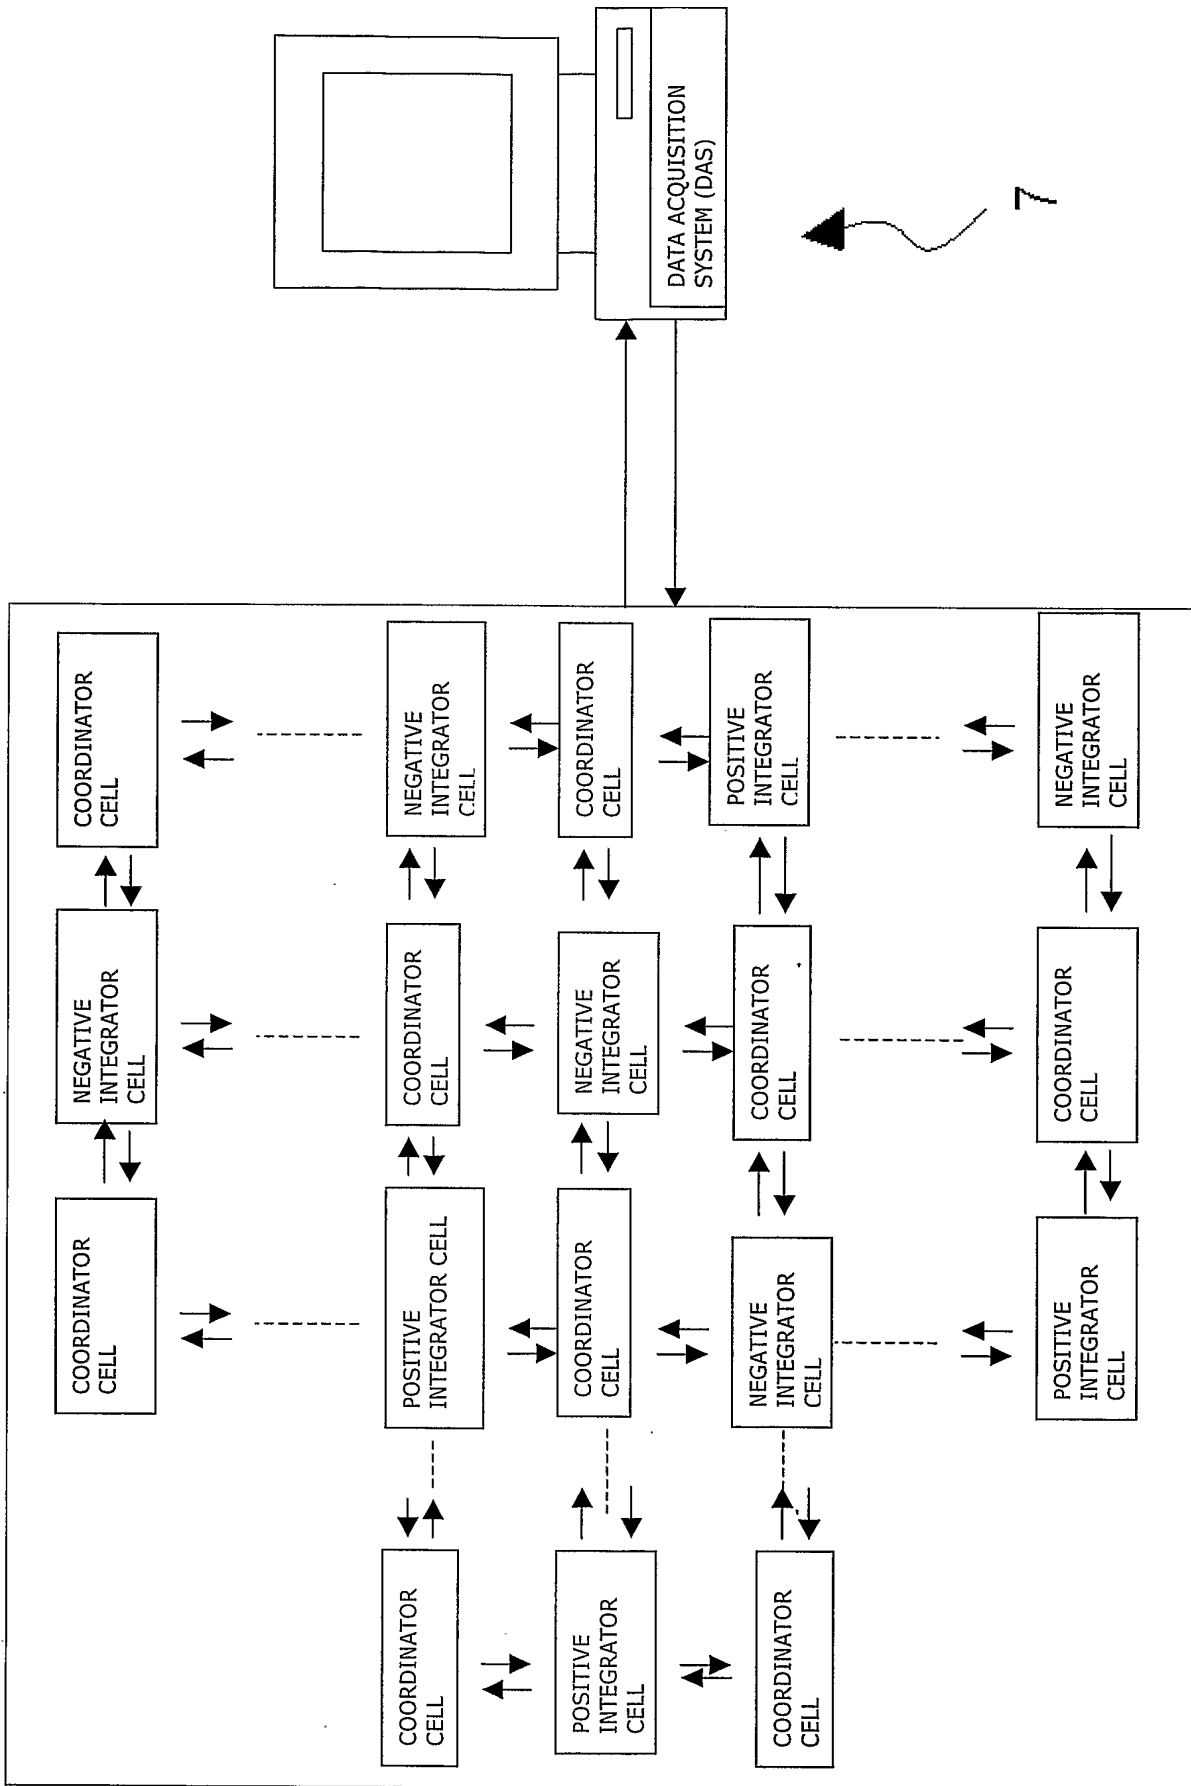 COORDINATOR
CELL
NEGATIVE
INTEGRATOR
CELL
COORDINATOR
CELL
COORDINATOR
CELL
POSITIVE
INTEGRATOR CELL
COORDINATOR
CELL
NEGATIVE
INTEGRATOR
CELL
POSITIVE
INTEGRATOR
CELL
COORDINATOR
CELL
NEGATIVE
INTEGRATOR
CELL
COORDINATOR
CELL
COORDINATOR
CELL
NEGATIVE
INTEGRATOR
CELL
COORDINATOR
CELL
POSITIVE
INTEGRATOR
CELL
POSITIVE
INTEGRATOR
CELL
COORDINATOR
CELL
NEGATIVE
INTEGRATOR
CELL
DATA ACQUISITION
SYSTEM (DAS)
7